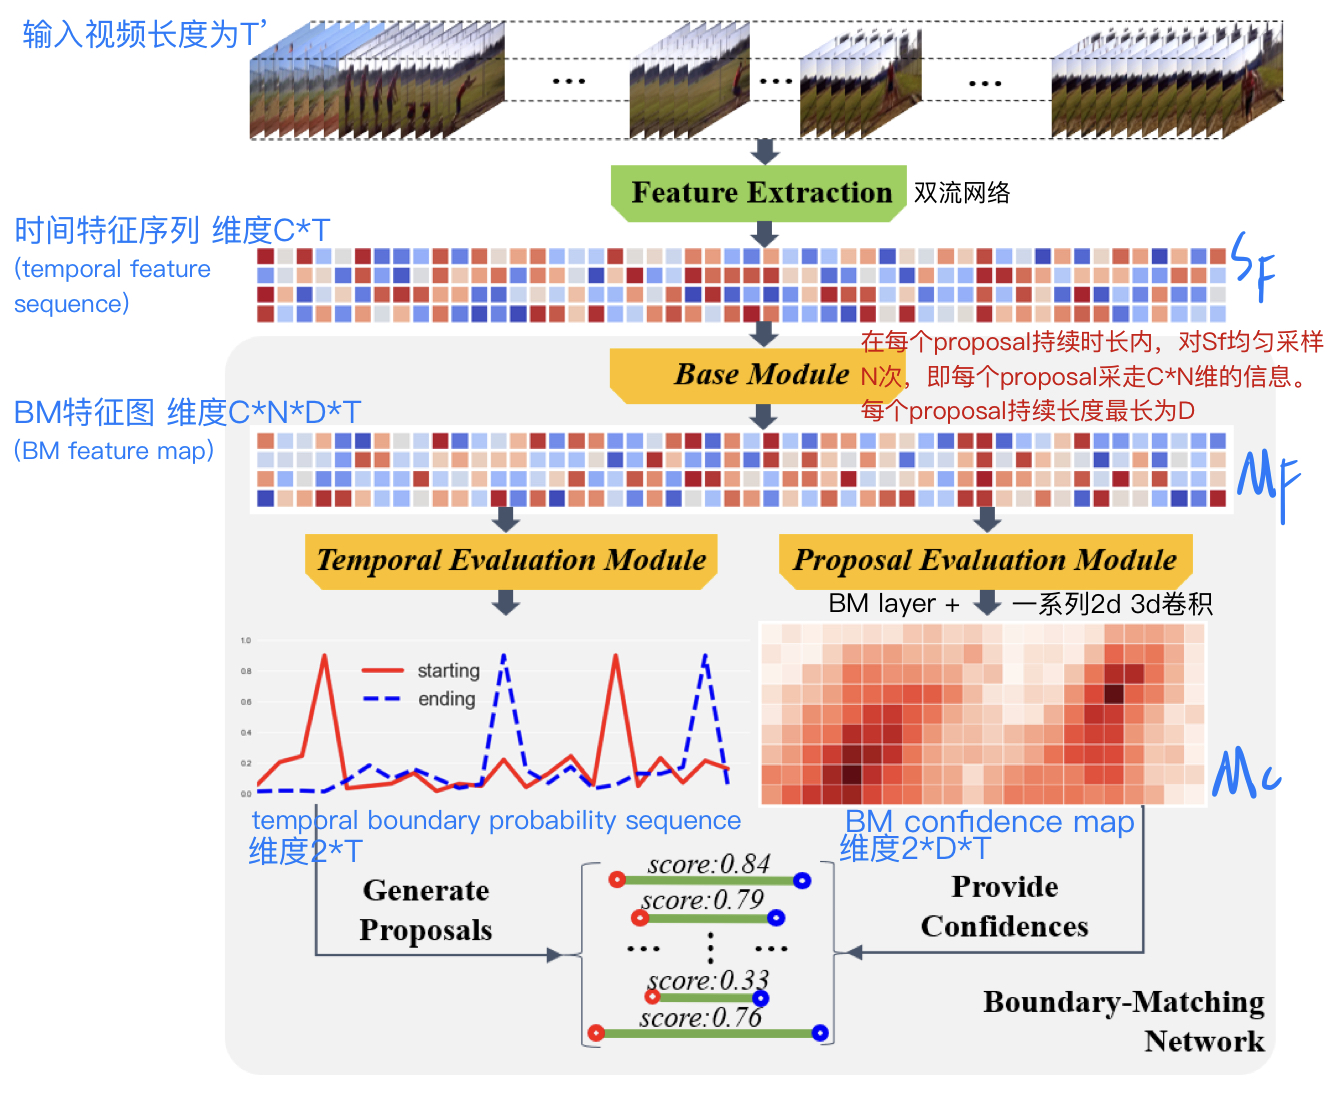 输入视频长度为T’
Feature Extraction
双流网络
时间特征序列 维度C*T
(temporal feature
sequence)
SF
Base Module
在每个proposal持续时长内，对Sf均匀采样
N次，即每个proposal采走C*N维的信息。
每个proposal持续长度最长为D
BM特征图 维度C*N*D*T
(BM feature map)
MF
Temporal Evaluation Module
Proposal Evaluation Module
BM layer + 一系列2d 3d卷积
1.0
0.8
0.6
0.4
0.2
0.0
starting
ending
Mc
temporal boundary probability sequence
维度2*T
BM confidence map
维度2*D*T
Generate
Proposals
score:0.84
score:0.79
... ⋮ ...
score:0.33
score:0.76
Provide
Confidences
Boundary-Matching
Network